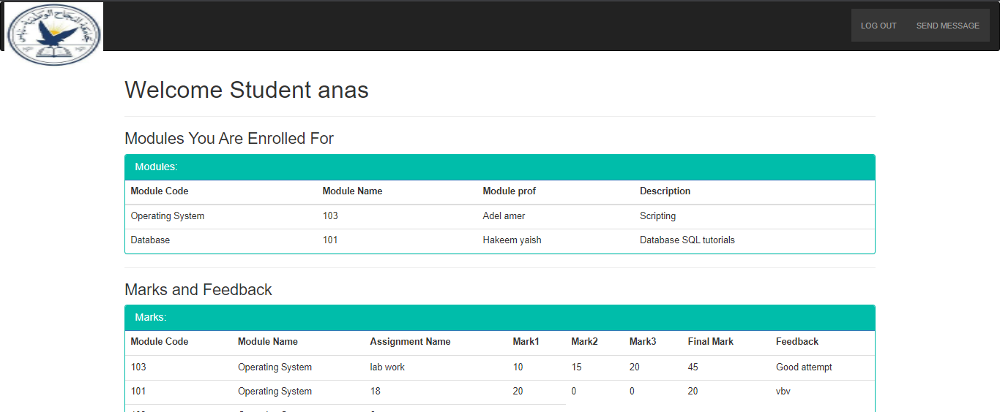 جامعة النجاح الوطنية - نابلس
LOG OUT SEND MESSAGE
Welcome Student anas
Modules You Are Enrolled For
Modules:
Module Code Module Name Module prof Description
Operating System 103 Adel amer Scripting
Database 101 Hakeem yaish Database SQL tutorials
Marks and Feedback
Marks:
Module Code Module Name Assignment Name Mark1 Mark2 Mark3 Final Mark Feedback
103 Operating System lab work 10 15 20 45 Good attempt
101 Operating System 18 20 0 0 20 vbv